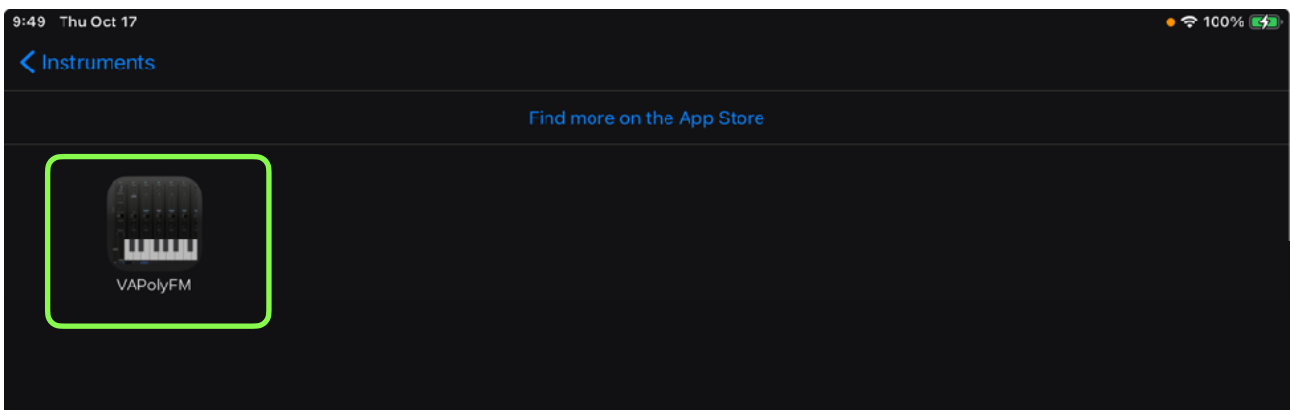 9:49 Thu Oct 17 100%
Instruments
Find more on the App Store
VAPolyFM